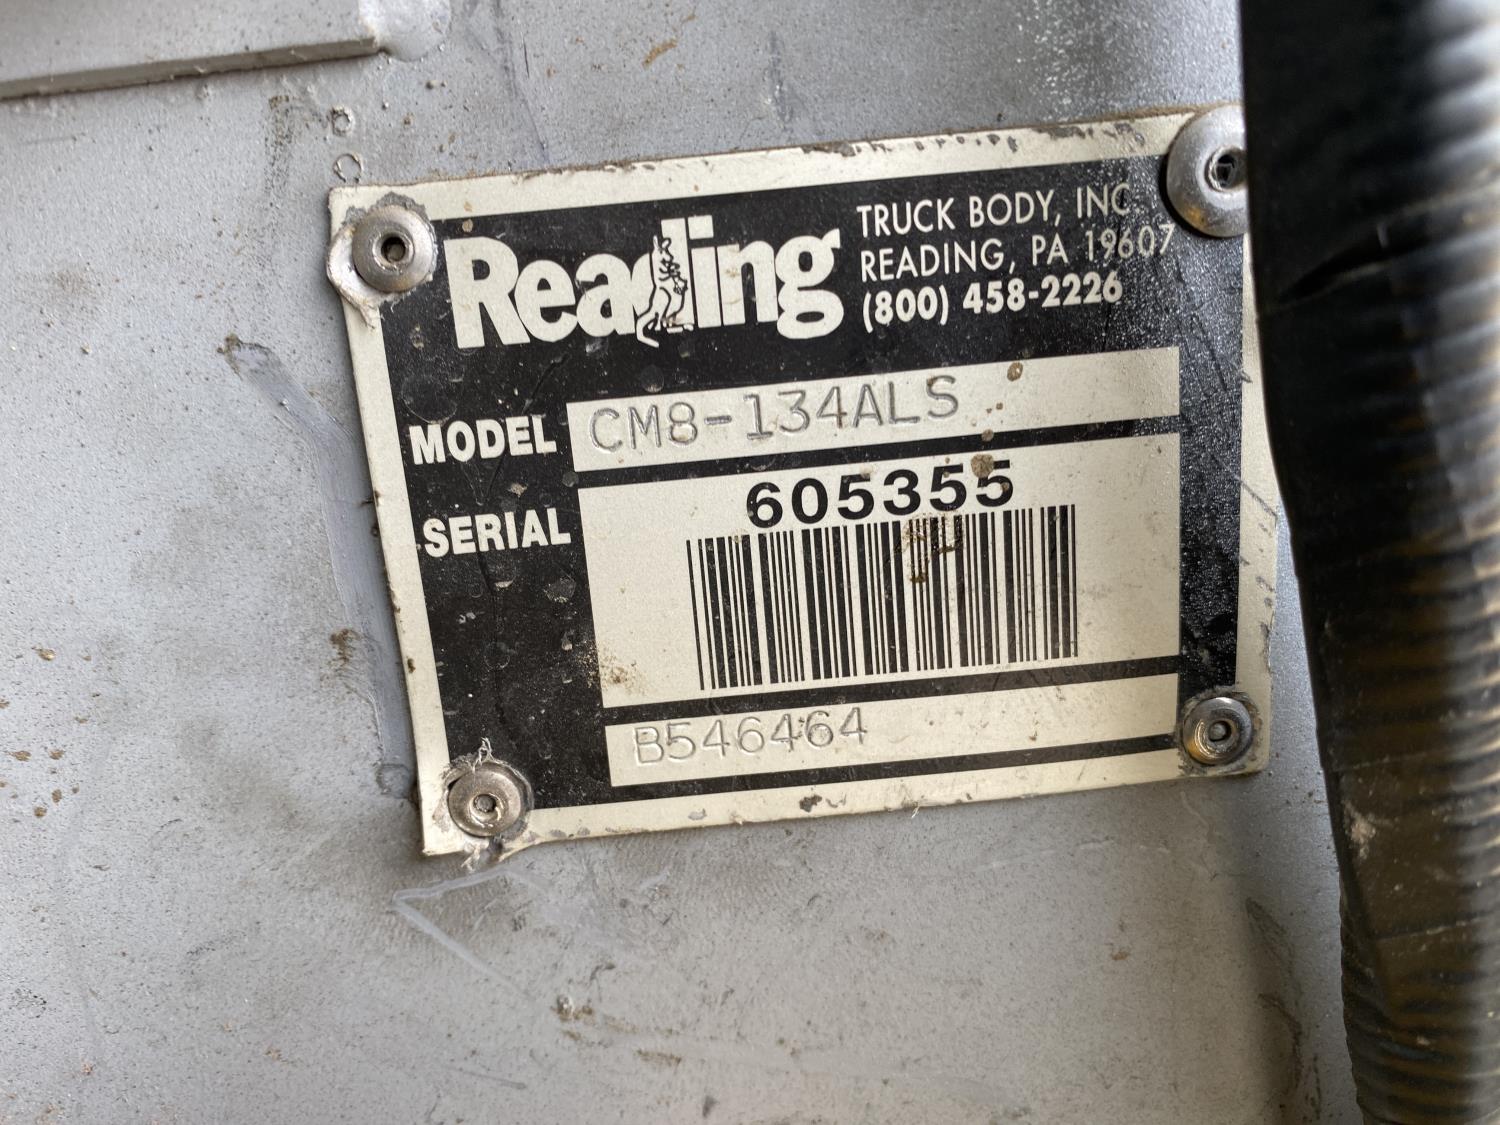 Reading
TRUCK BODY, INC.
READING, PA 19607
(800) 458-2226
MODEL CM8-134ALS
SERIAL 605355
B546464